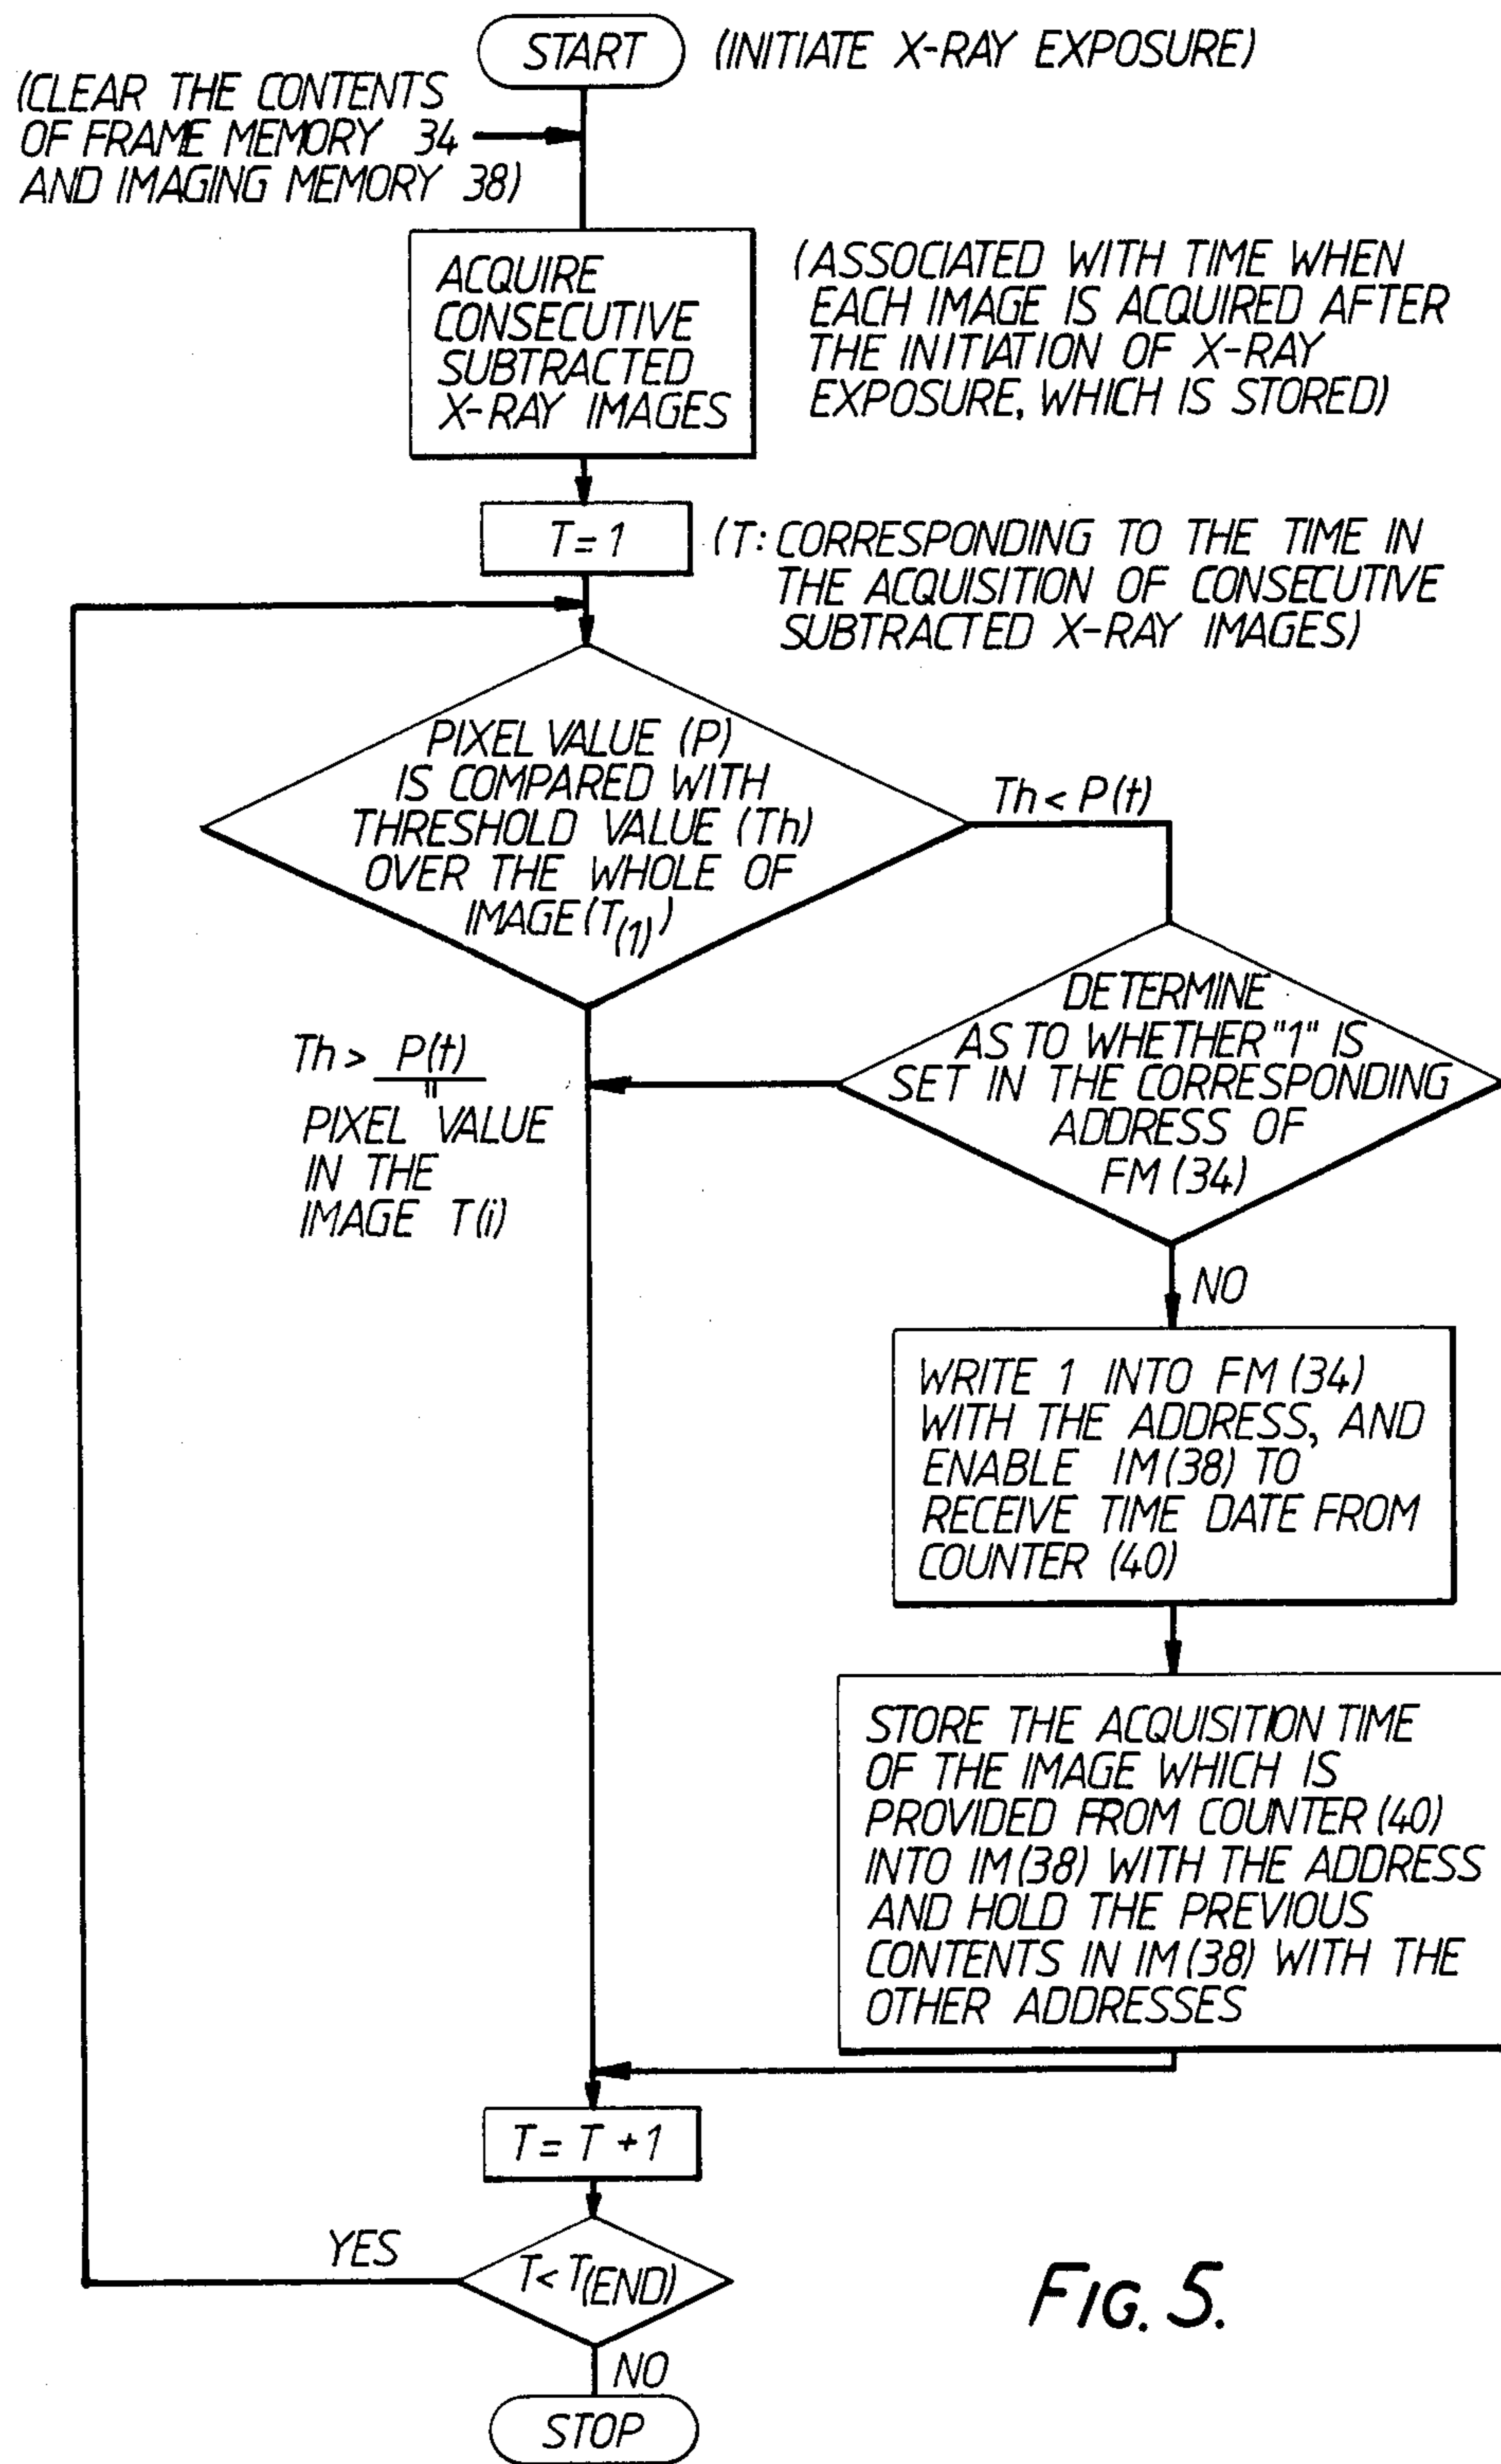 START
(INITIATE X-RAY EXPOSURE)
(CLEAR THE CONTENTS
OF FRAME MEMORY 34
AND IMAGING MEMORY 38)
ACQUIRE
CONSECUTIVE
SUBTRACTED
X-RAY IMAGES
(ASSOCIATED WITH TIME WHEN
EACH IMAGE IS ACQUIRED AFTER
THE INITIATION OF X-RAY
EXPOSURE, WHICH IS STORED)
T=1
(T: CORRESPONDING TO THE TIME IN
THE ACQUISITION OF CONSECUTIVE
SUBTRACTED X-RAY IMAGES)
PIXEL VALUE (P)
IS COMPARED WITH
THRESHOLD VALUE (Th)
OVER THE WHOLE OF
IMAGE(T(1))
Th < P(t)
DETERMINE
AS TO WHETHER "1" IS
SET IN THE CORRESPONDING
ADDRESS OF
FM (34)
Th > P(t)
=
PIXEL VALUE
IN THE
IMAGE T(i)
NO
WRITE 1 INTO FM (34)
WITH THE ADDRESS, AND
ENABLE IM(38) TO
RECEIVE TIME DATE FROM
COUNTER (40)
STORE THE ACQUISITION TIME
OF THE IMAGE WHICH IS
PROVIDED FROM COUNTER (40)
INTO IM(38) WITH THE ADDRESS
AND HOLD THE PREVIOUS
CONTENTS IN IM(38) WITH THE
OTHER ADDRESSES
T= T +1
YES
T< T(END)
NO
STOP
FIG. 5.